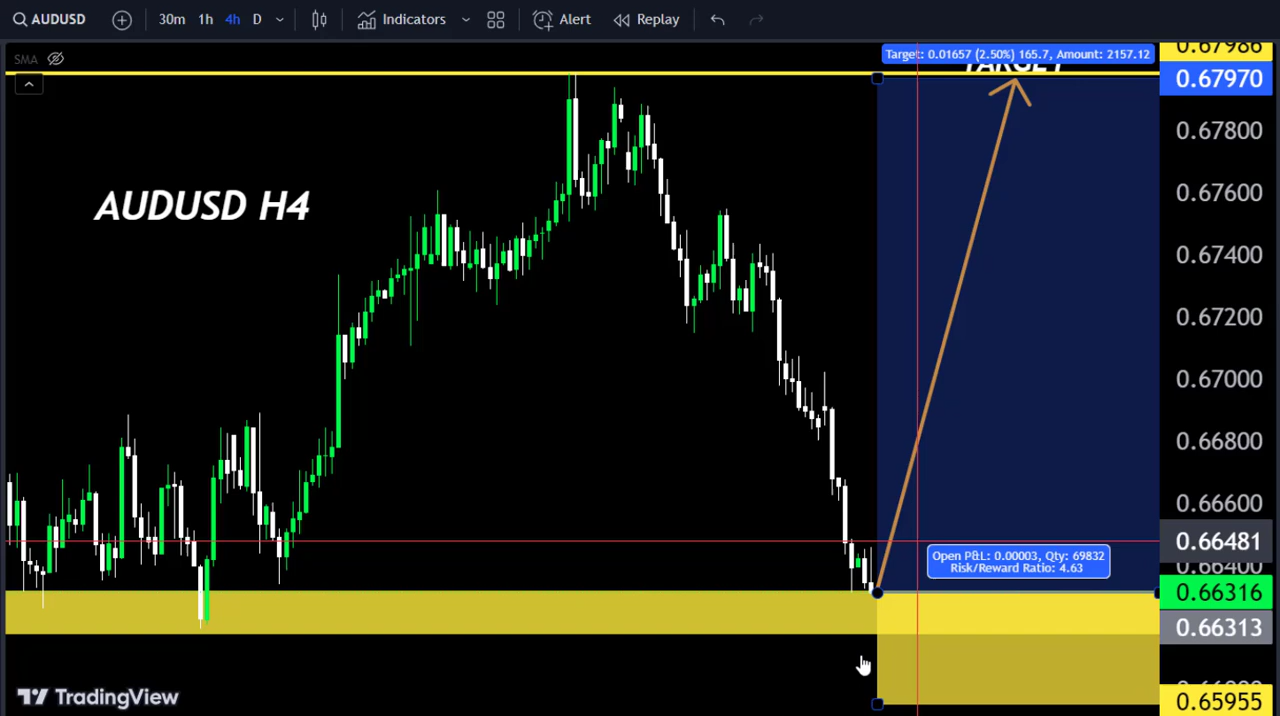 AUDUSD 30m 1h 4h D Indicators Alert Replay
SMA
Target: 0.01657 (2.50%) 165.7, Amount: 2157.12
TARGET
AUDUSD H4
Open P&L: 0.00003, Qty: 69832
Risk/Reward Ratio: 4.63
0.67986
0.67970
0.67800
0.67600
0.67400
0.67200
0.67000
0.66800
0.66600
0.66481
0.66400
0.66316
0.66313
0.65955
TradingView